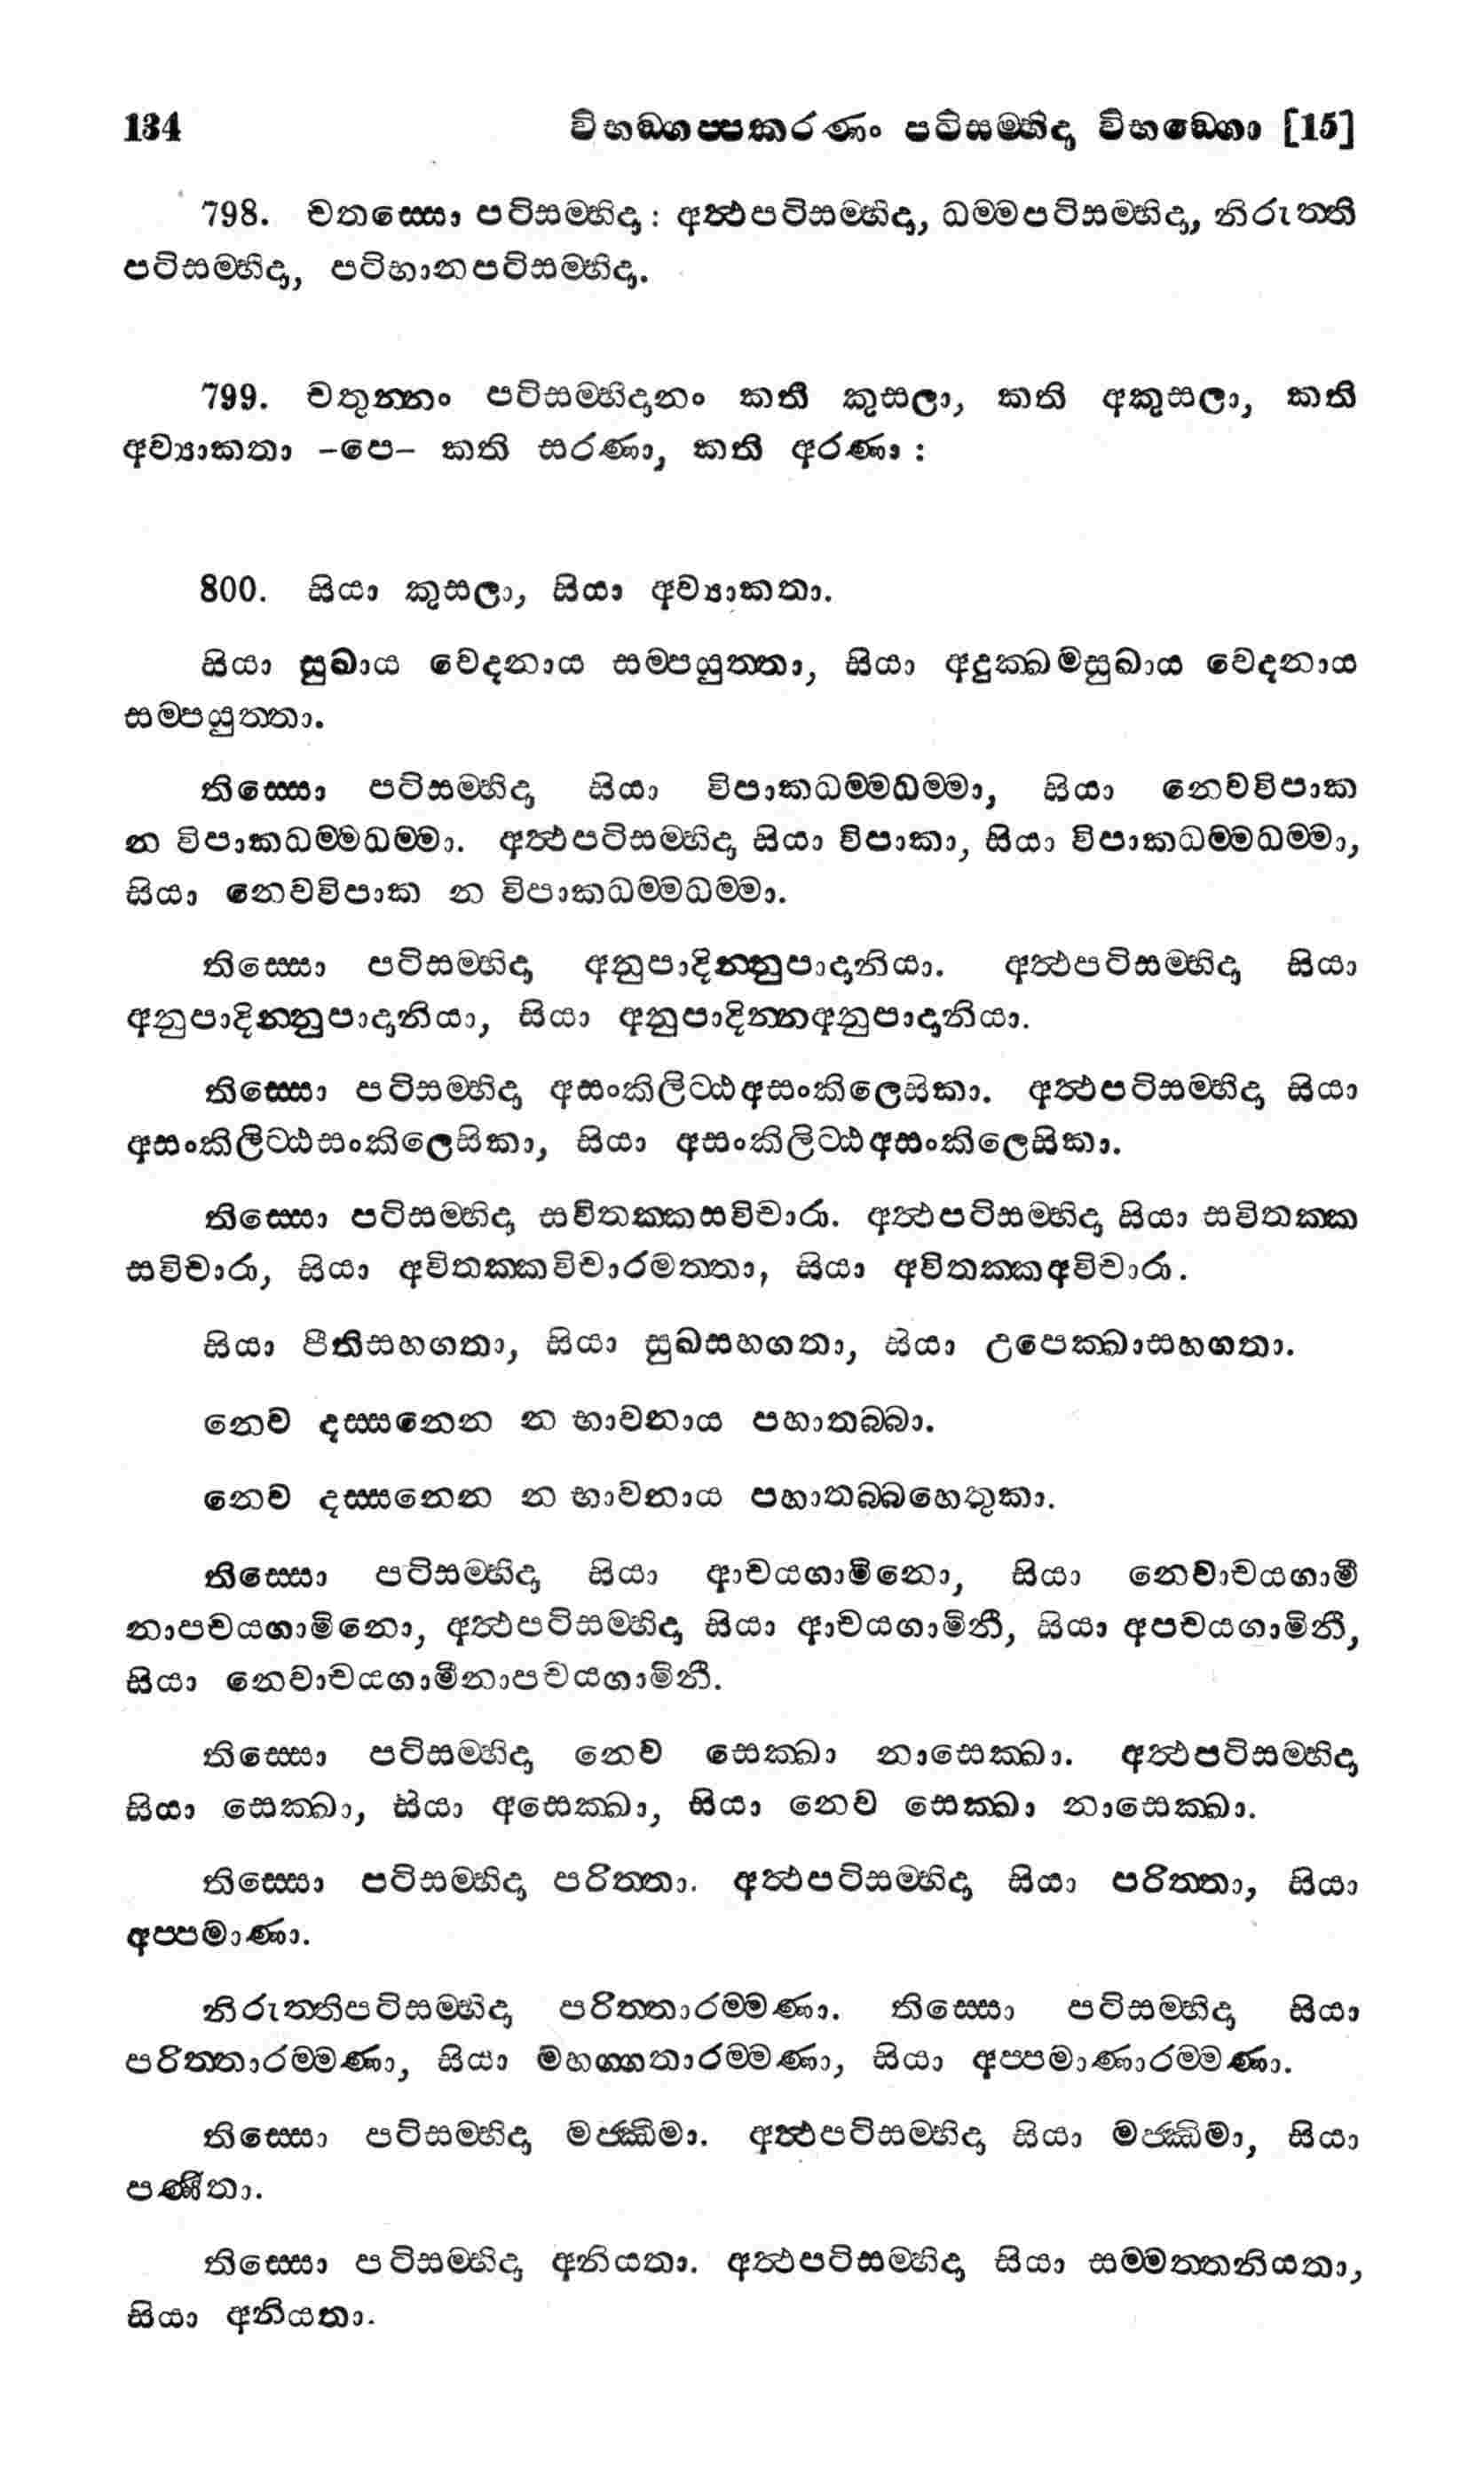 134 විභඞ්ගප්පකරණං පටිසම්භිදා විභඞ්ගො [15]
798. චතස්සො පටිසම්භිදා : අත්ථපටිසම්භිදා, ධම්මපටිසම්භිදා, නිරුත්ති
පටිසම්භිදා, පටිභානපටිසම්භිදා.
799. චතුන්නං පටිසම්භිදානං කති කුසලා, කති අකුසලා, කති
අව්‍යාකතා –පෙ– කති සරණා, කති අරණා :
800. සියා කුසලා, සියා අව්‍යාකතා.
සියා සුඛාය වෙදනාය සම්පයුත්තා, සියා අදුක්ඛමසුඛාය වෙදනාය
සම්පයුත්තා.
තිස්සො පටිසම්භිදා සියා විපාකධම්මධම්මා, සියා නෙවවිපාක
න විපාකධම්මධම්මා. අත්ථපටිසම්භිදා සියා විපාකා, සියා විපාකධම්මධම්මා,
සියා නෙවවිපාක න විපාකධම්මධම්මා.
තිස්සො පටිසම්භිදා අනුපාදින්නුපාදානියා. අත්ථපටිසම්භිදා සියා
අනුපාදින්නුපාදානියා, සියා අනුපාදින්නඅනුපාදානියා.
තිස්සො පටිසම්භිදා අසංකිලිට්ඨඅසංකිලෙසිකා. අත්ථපටිසම්භිදා සියා
අසංකිලිට්ඨසංකිලෙසිකා, සියා අසංකිලිට්ඨඅසංකිලෙසිකා.
තිස්සො පටිසම්භිදා සවිතක්කසවිචාරා. අත්ථපටිසම්භිදා සියා සවිතක්ක
සවිචාරා, සියා අවිතක්කවිචාරමත්තා, සියා අවිතක්කඅවිචාරා.
සියා පීතිසහගතා, සියා සුඛසහගතා, සියා උපෙක්ඛාසහගතා.
නෙව දස්සනෙන න භාවනාය පහාතබ්බා.
නෙව දස්සනෙන න භාවනාය පහාතබ්බහෙතුකා.
තිස්සො පටිසම්භිදා සියා ආචයගාමිනො, සියා නෙවාචයගාමී
නාපචයගාමිනො, අත්ථපටිසම්භිදා සියා ආචයගාමිනී, සියා අපචයගාමිනී,
සියා නෙවාචයගාමීනාපචයගාමිනී.
තිස්සො පටිසම්භිදා නෙව සෙක්ඛා නාසෙක්ඛා. අත්ථපටිසම්භිදා
සියා සෙක්ඛා, සියා අසෙක්ඛා, සියා නෙව සෙක්ඛා නාසෙක්ඛා.
තිස්සො පටිසම්භිදා පරිත්තා. අත්ථපටිසම්භිදා සියා පරිත්තා, සියා
අප්පමාණා.
නිරුත්තිපටිසම්භිදා පරිත්තාරම්මණා. තිස්සො පටිසම්භිදා සියා
පරිත්තාරම්මණා, සියා මහග්ගතාරම්මණා, සියා අප්පමාණාරම්මණා.
තිස්සො පටිසම්භිදා මජ්ඣිමා. අත්ථපටිසම්භිදා සියා මජ්ඣිමා, සියා
පණීතා.
තිස්සො පටිසම්භිදා අනියතා. අත්ථපටිසම්භිදා සියා සම්මත්තනියතා,
සියා අනියතා.